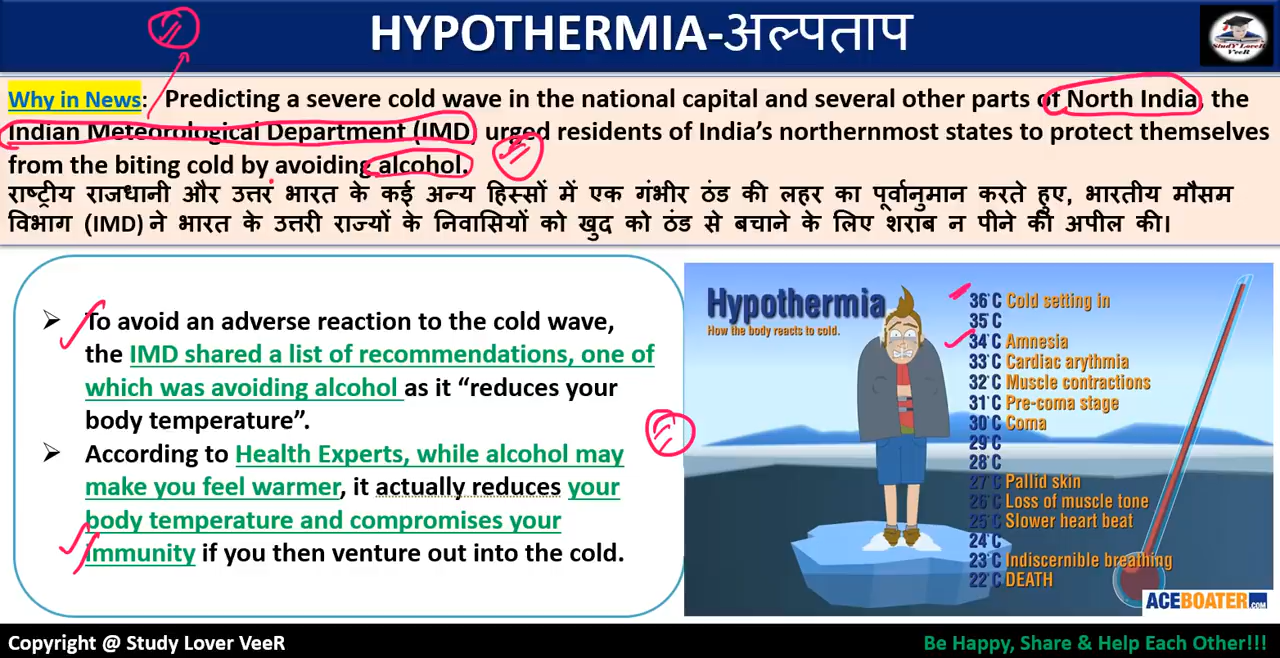 HYPOTHERMIA-अल्पताप
StudY LoveR
VeeR
Why in News: Predicting a severe cold wave in the national capital and several other parts of North India, the
Indian Meteorological Department (IMD) urged residents of India's northernmost states to protect themselves
from the biting cold by avoiding alcohol.
राष्ट्रीय राजधानी और उत्तर भारत के कई अन्य हिस्सों में एक गंभीर ठंड की लहर का पूर्वानुमान करते हुए, भारतीय मौसम
विभाग (IMD) ने भारत के उत्तरी राज्यों के निवासियों को खुद को ठंड से बचाने के लिए शराब न पीने की अपील की।
To avoid an adverse reaction to the cold wave,
the IMD shared a list of recommendations, one of
which was avoiding alcohol as it “reduces your
body temperature”.
According to Health Experts, while alcohol may
make you feel warmer, it actually reduces your
body temperature and compromises your
immunity if you then venture out into the cold.
Hypothermia
How the body reacts to cold.
36°C Cold setting in
35°C
34°C Amnesia
33°C Cardiac arythmia
32°C Muscle contractions
31°C Pre-coma stage
30°C Coma
29°C
28°C
27°C Pallid skin
26°C Loss of muscle tone
25°C Slower heart beat
24°C
23°C Indiscernible breathing
22°C DEATH
ACEBOATER.COM
Copyright @ Study Lover VeeR
Be Happy, Share & Help Each Other!!!